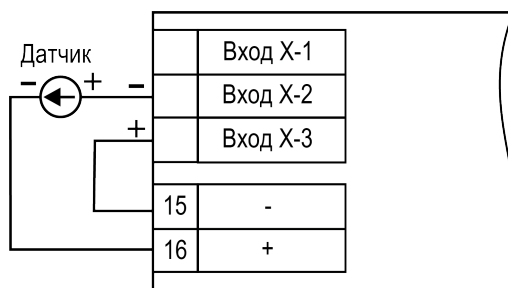 Датчик
- + -
+
Вход X-1
Вход X-2
Вход X-3
15 -
16 +